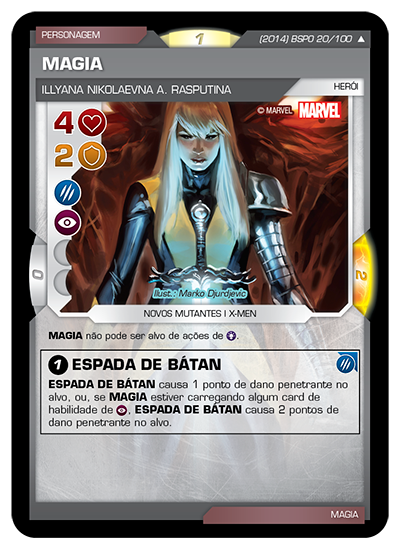 PERSONAGEM
1
(2014) BSP0 20/100 ▲
MAGIA
ILLYANA NIKOLAEVNA A. RASPUTINA
HERÓI
© MARVEL MARVEL
4
2
0
2
Ilust.: Marko Djurdjevic
NOVOS MUTANTES | X-MEN
MAGIA não pode ser alvo de ações de .
1 ESPADA DE BÁTAN
ESPADA DE BÁTAN causa 1 ponto de dano penetrante no
alvo, ou, se MAGIA estiver carregando algum card de
habilidade de , ESPADA DE BÁTAN causa 2 pontos de
dano penetrante no alvo.
MAGIA